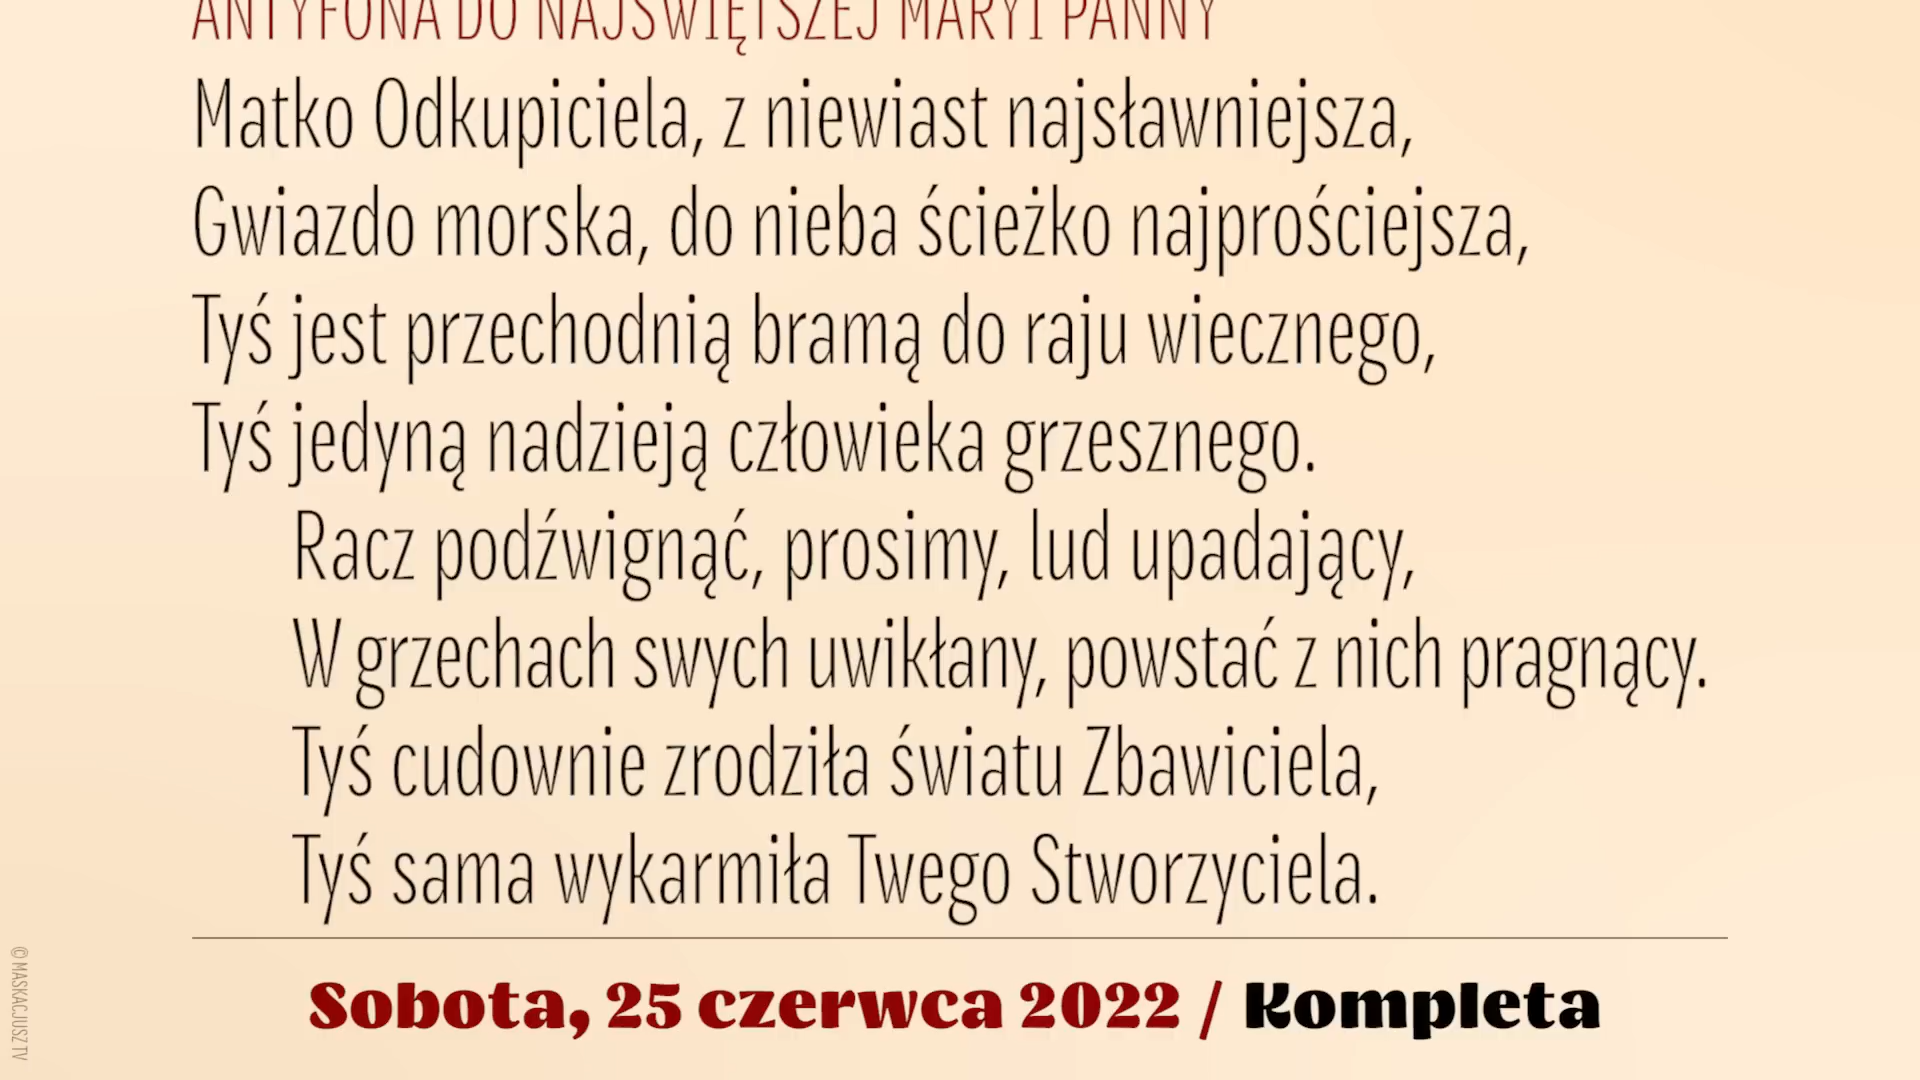 ANTYFONA DO NAJŚWIĘTSZEJ MARYI PANNY
Matko Odkupiciela, z niewiast najsławniejsza,
Gwiazdo morska, do nieba ścieżko najprościejsza,
Tyś jest przechodnią bramą do raju wiecznego,
Tyś jedyną nadzieją człowieka grzesznego.
Racz podźwignąć, prosimy, lud upadający,
W grzechach swych uwikłany, powstać z nich pragnący.
Tyś cudownie zrodziła światu Zbawiciela,
Tyś sama wykarmiła Twego Stworzyciela.
Sobota, 25 czerwca 2022 / Kompleta
© MASKACJUSZ TV